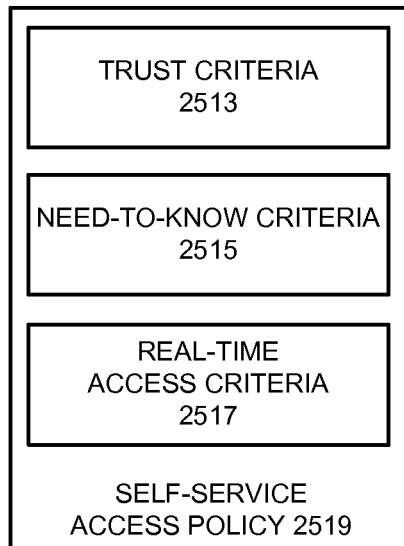 TRUST CRITERIA
2513
NEED-TO-KNOW CRITERIA
2515
REAL-TIME
ACCESS CRITERIA
2517
SELF-SERVICE
ACCESS POLICY 2519